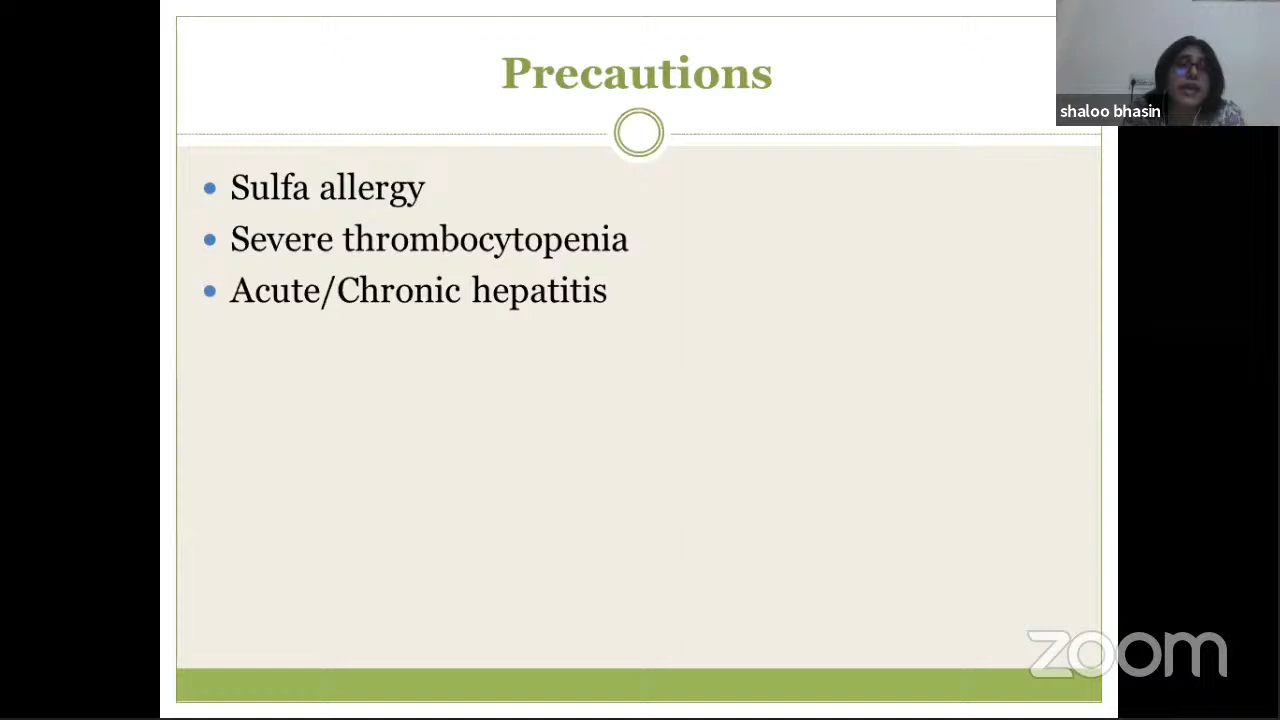 Precautions
shaloo bhasin
Sulfa allergy
Severe thrombocytopenia
Acute/Chronic hepatitis
zoom